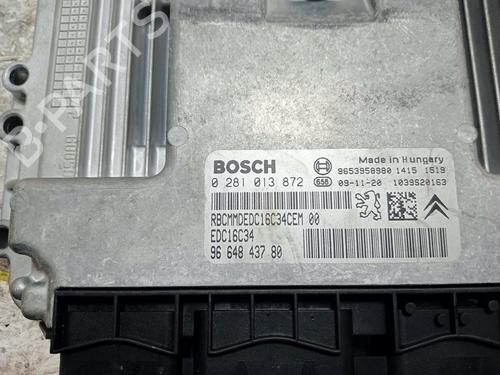 B-PARTS
BOSCH
Made in Hungary
9653958980 1415 1519
0 281 013 872 658 09-11-20 1039S20163
RBCMMDEDC16C34CEM 00
EDC16C34
96 648 437 80